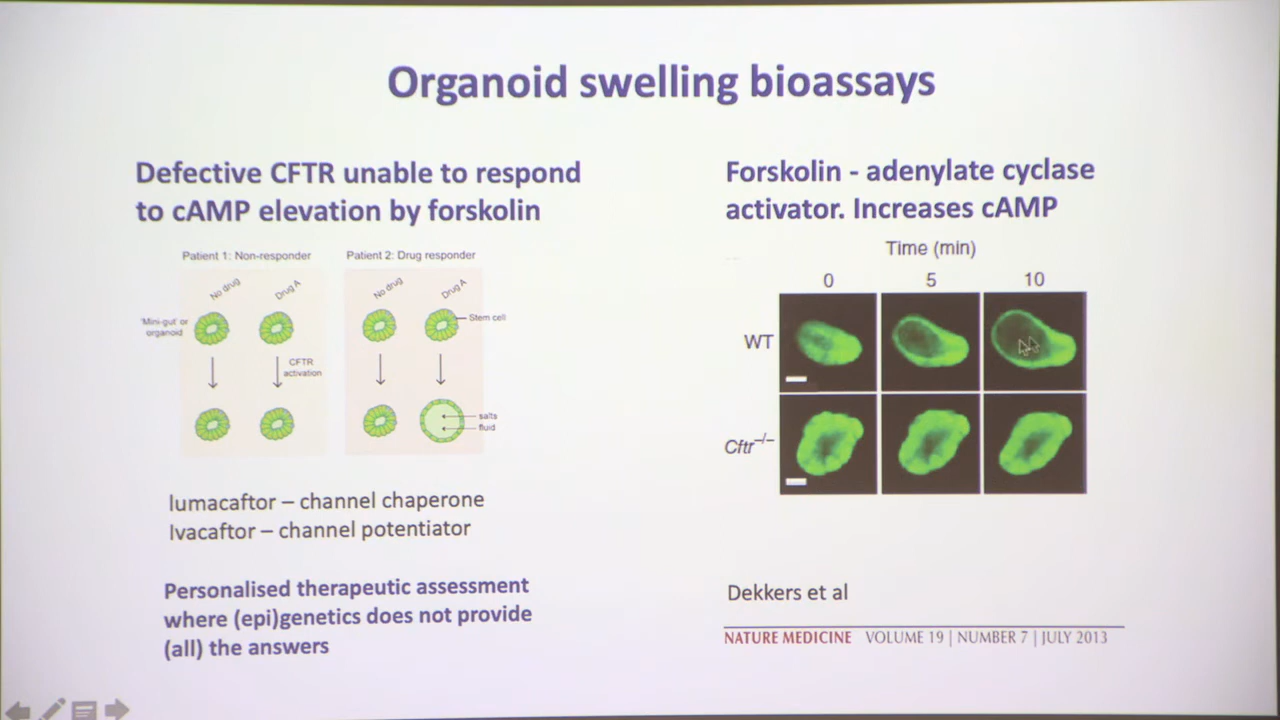 Organoid swelling bioassays
Defective CFTR unable to respond
to cAMP elevation by forskolin
Patient 1: Non-responder
Patient 2: Drug responder
No drug
Drug A
No drug
Drug A
'Mini-gut' or
organoid
Stem cell
CFTR
activation
salts
fluid
lumacaftor – channel chaperone
Ivacaftor – channel potentiator
Personalised therapeutic assessment
where (epi)genetics does not provide
(all) the answers
Forskolin - adenylate cyclase
activator. Increases cAMP
Time (min)
0 5 10
WT
Cftr–/–
Dekkers et al
NATURE MEDICINE VOLUME 19 | NUMBER 7 | JULY 2013